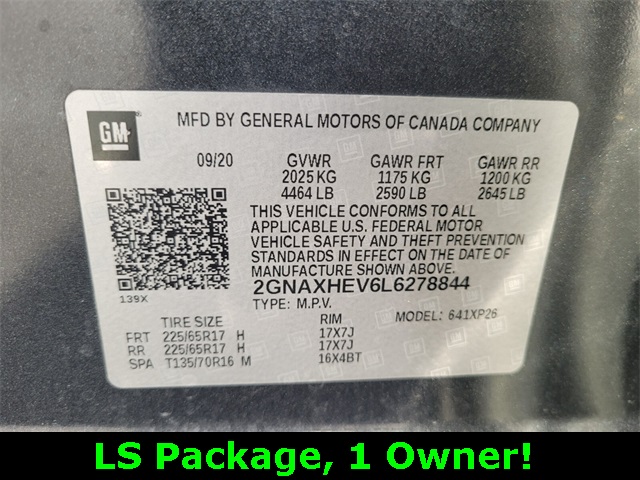 GM
MFD BY GENERAL MOTORS OF CANADA COMPANY
09/20 GVWR GAWR FRT GAWR RR
2025 KG 1175 KG 1200 KG
4464 LB 2590 LB 2645 LB
THIS VEHICLE CONFORMS TO ALL
APPLICABLE U.S. FEDERAL MOTOR
VEHICLE SAFETY AND THEFT PREVENTION
STANDARDS IN EFFECT ON THE DATE OF
MANUFACTURE SHOWN ABOVE.
139X 2GNAXHEV6L6278844
TYPE: M.P.V. MODEL: 641XP26
TIRE SIZE RIM
FRT 225/65R17 H 17X7J
RR 225/65R17 H 17X7J
SPA T135/70R16 M 16X4BT
LS Package, 1 Owner!